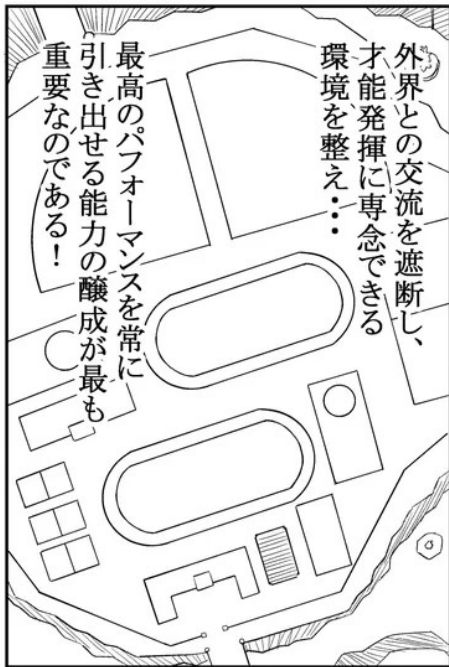 外界との交流を遮断し、
才能発揮に専念できる
環境を整え・・・
最高のパフォーマンスを常に
引き出せる能力の醸成が最も
重要なのである！